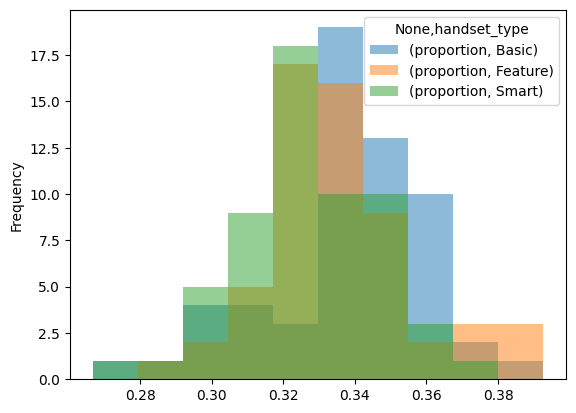 None,handset_type
(proportion, Basic)
(proportion, Feature)
(proportion, Smart)
Frequency
17.5
15.0
12.5
10.0
7.5
5.0
2.5
0.0
0.28 0.30 0.32 0.34 0.36 0.38